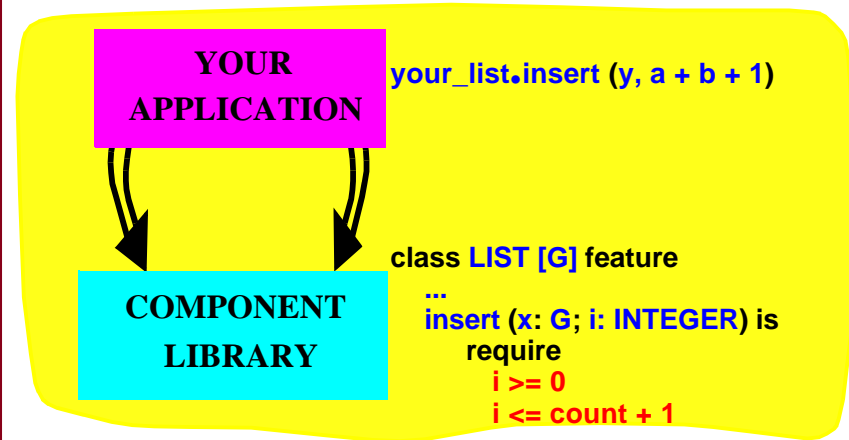 YOUR
APPLICATION
your_list.insert (y, a + b + 1)
class LIST [G] feature
...
insert (x: G; i: INTEGER) is
require
i >= 0
i <= count + 1
COMPONENT
LIBRARY